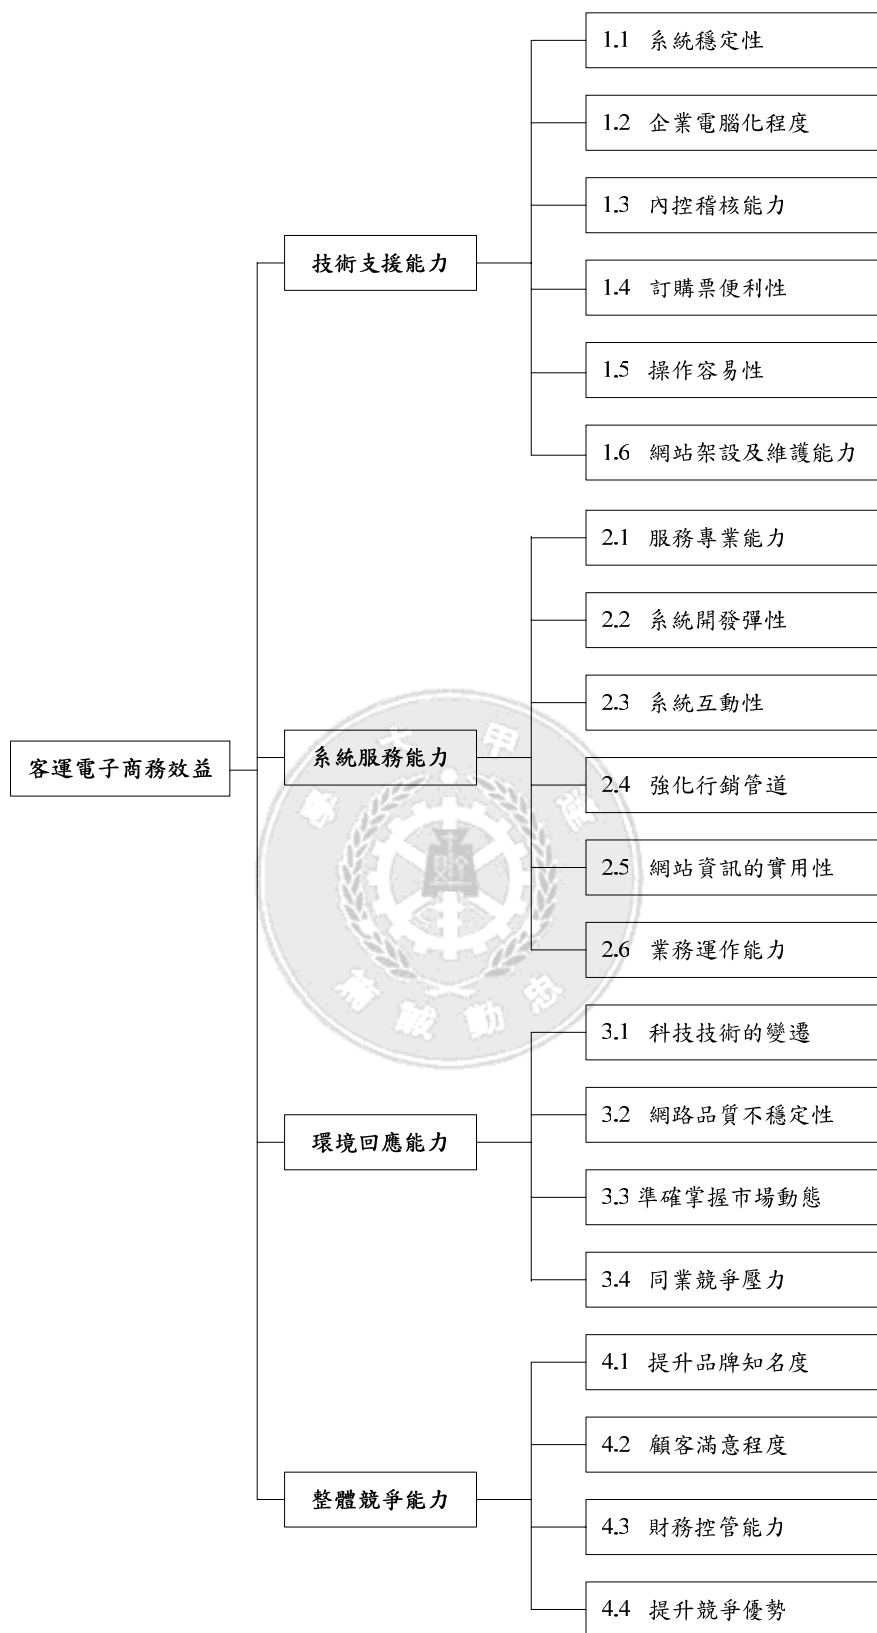 客運電子商務效益
技術支援能力
1.1 系統穩定性
1.2 企業電腦化程度
1.3 內控稽核能力
1.4 訂購票便利性
1.5 操作容易性
1.6 網站架設及維護能力
系統服務能力
2.1 服務專業能力
2.2 系統開發彈性
2.3 系統互動性
2.4 強化行銷管道
2.5 網站資訊的實用性
2.6 業務運作能力
環境回應能力
3.1 科技技術的變遷
3.2 網路品質不穩定性
3.3 準確掌握市場動態
3.4 同業競爭壓力
整體競爭能力
4.1 提升品牌知名度
4.2 顧客滿意程度
4.3 財務控管能力
4.4 提升競爭優勢
學大甲逢
篤誠勤忠